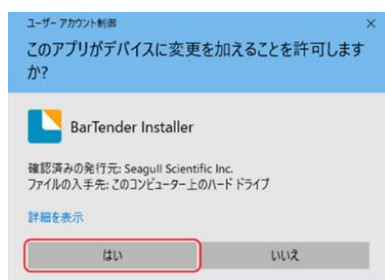 ユーザー アカウント制御
このアプリがデバイスに変更を加えることを許可します
か?
BarTender Installer
確認済みの発行元: Seagull Scientific Inc.
ファイルの入手先: このコンピューター上のハード ドライブ
詳細を表示
はい
いいえ